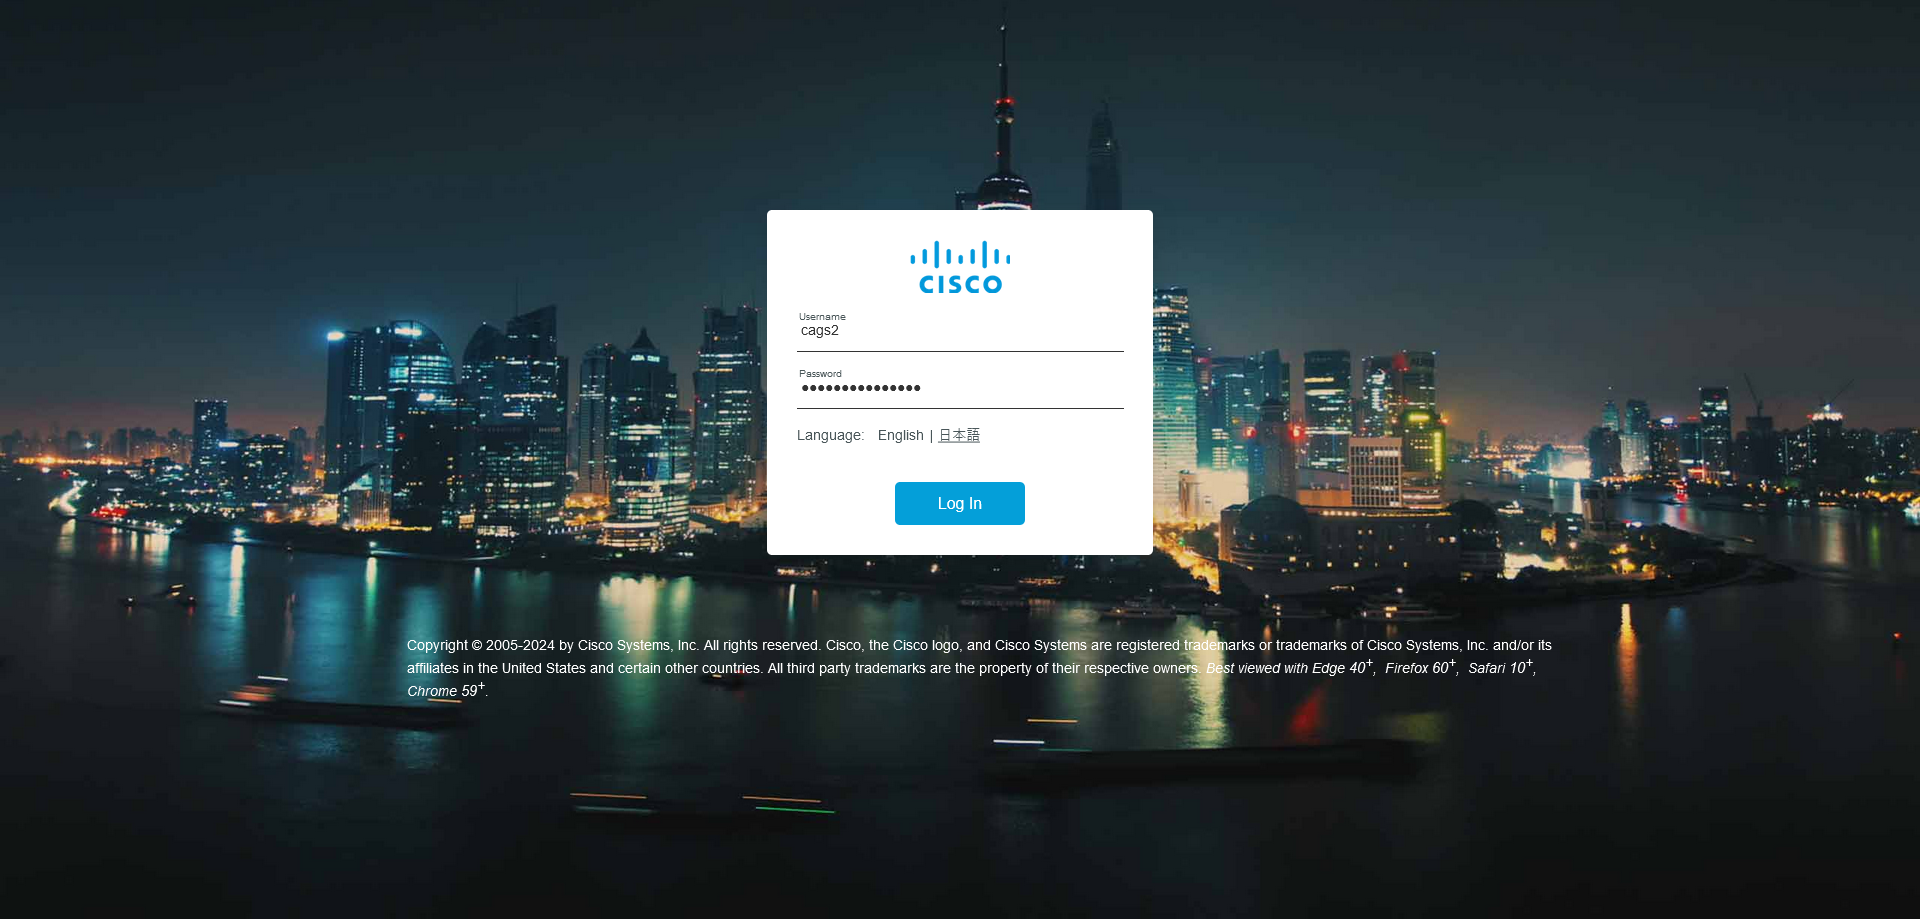 CISCO
Username
cags2
Password
Language: English | 日本語
Log In
Copyright © 2005-2024 by Cisco Systems, Inc. All rights reserved. Cisco, the Cisco logo, and Cisco Systems are registered trademarks or trademarks of Cisco Systems, Inc. and/or its
affiliates in the United States and certain other countries. All third party trademarks are the property of their respective owners. Best viewed with Edge 40+, Firefox 60+, Safari 10+,
Chrome 59+.